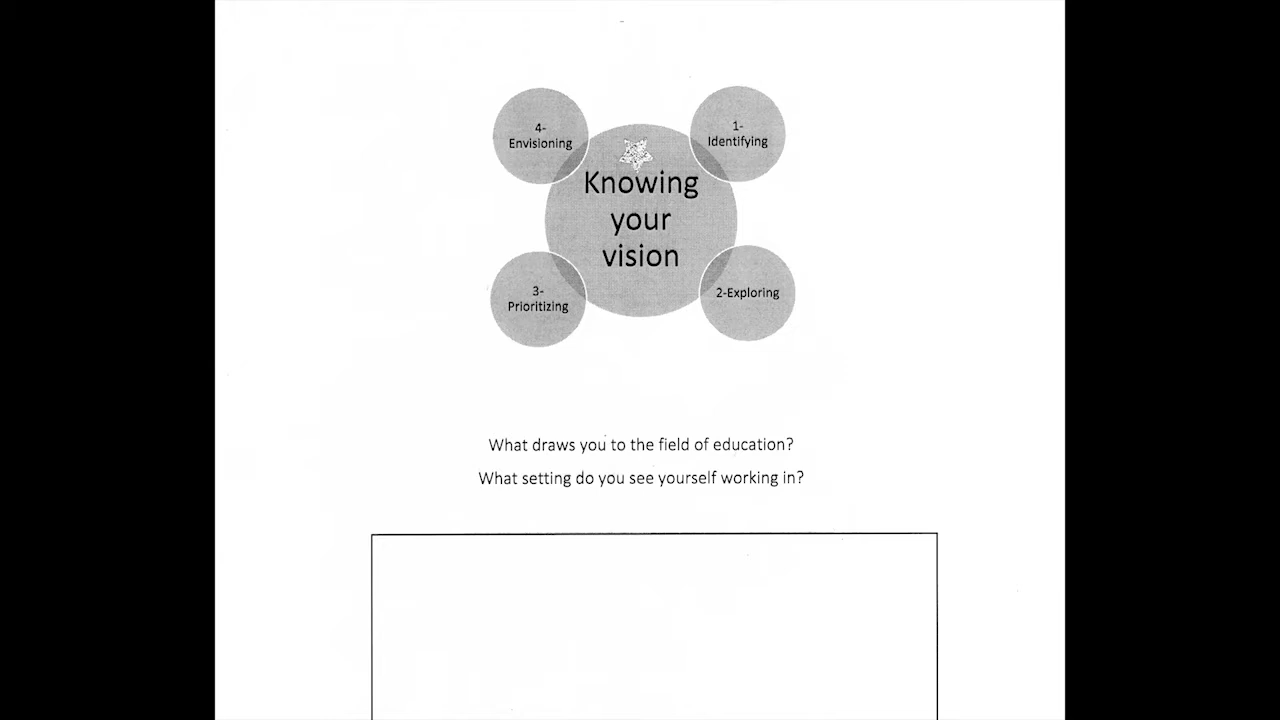 4-
Envisioning
1-
Identifying
Knowing
your
vision
3-
Prioritizing
2-Exploring
What draws you to the field of education?
What setting do you see yourself working in?